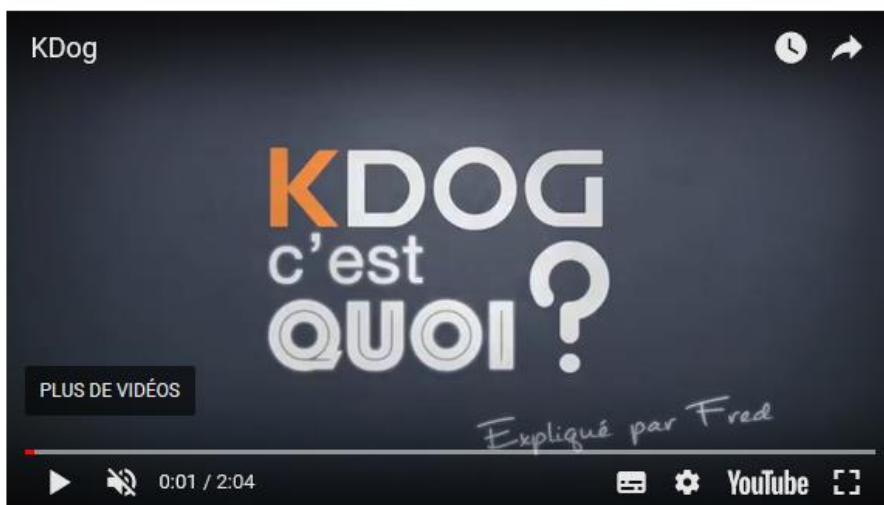 KDog
KDOG
c'est
QUOI ?
PLUS DE VIDÉOS
Expliqué par Fred
0:01 / 2:04
YouTube